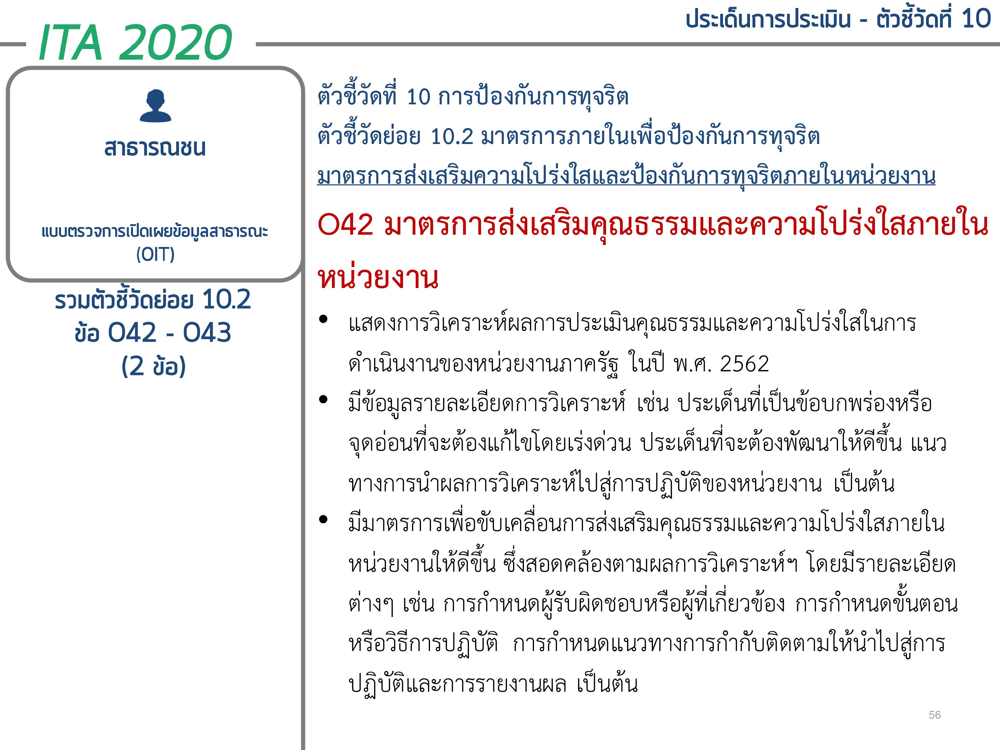 ประเด็นการประเมิน - ตัวชี้วัดที่ 10
ITA 2020
สาธารณชน
แบบตรวจการเปิดเผยข้อมูลสาธารณะ
(OIT)
รวมตัวชี้วัดย่อย 10.2
ข้อ O42 - O43
(2 ข้อ)
ตัวชี้วัดที่ 10 การป้องกันการทุจริต
ตัวชี้วัดย่อย 10.2 มาตรการภายในเพื่อป้องกันการทุจริต
มาตรการส่งเสริมความโปร่งใสและป้องกันการทุจริตภายในหน่วยงาน
O42 มาตรการส่งเสริมคุณธรรมและความโปร่งใสภายใน
หน่วยงาน
• แสดงการวิเคราะห์ผลการประเมินคุณธรรมและความโปร่งใสในการ
ดำเนินงานของหน่วยงานภาครัฐ ในปี พ.ศ. 2562
• มีข้อมูลรายละเอียดการวิเคราะห์ เช่น ประเด็นที่เป็นข้อบกพร่องหรือ
จุดอ่อนที่จะต้องแก้ไขโดยเร่งด่วน ประเด็นที่จะต้องพัฒนาให้ดีขึ้น แนว
ทางการนำผลการวิเคราะห์ไปสู่การปฏิบัติของหน่วยงาน เป็นต้น
• มีมาตรการเพื่อขับเคลื่อนการส่งเสริมคุณธรรมและความโปร่งใสภายใน
หน่วยงานให้ดีขึ้น ซึ่งสอดคล้องตามผลการวิเคราะห์ฯ โดยมีรายละเอียด
ต่างๆ เช่น การกำหนดผู้รับผิดชอบหรือผู้ที่เกี่ยวข้อง การกำหนดขั้นตอน
หรือวิธีการปฏิบัติ การกำหนดแนวทางการกำกับติดตามให้นำไปสู่การ
ปฏิบัติและการรายงานผล เป็นต้น
56